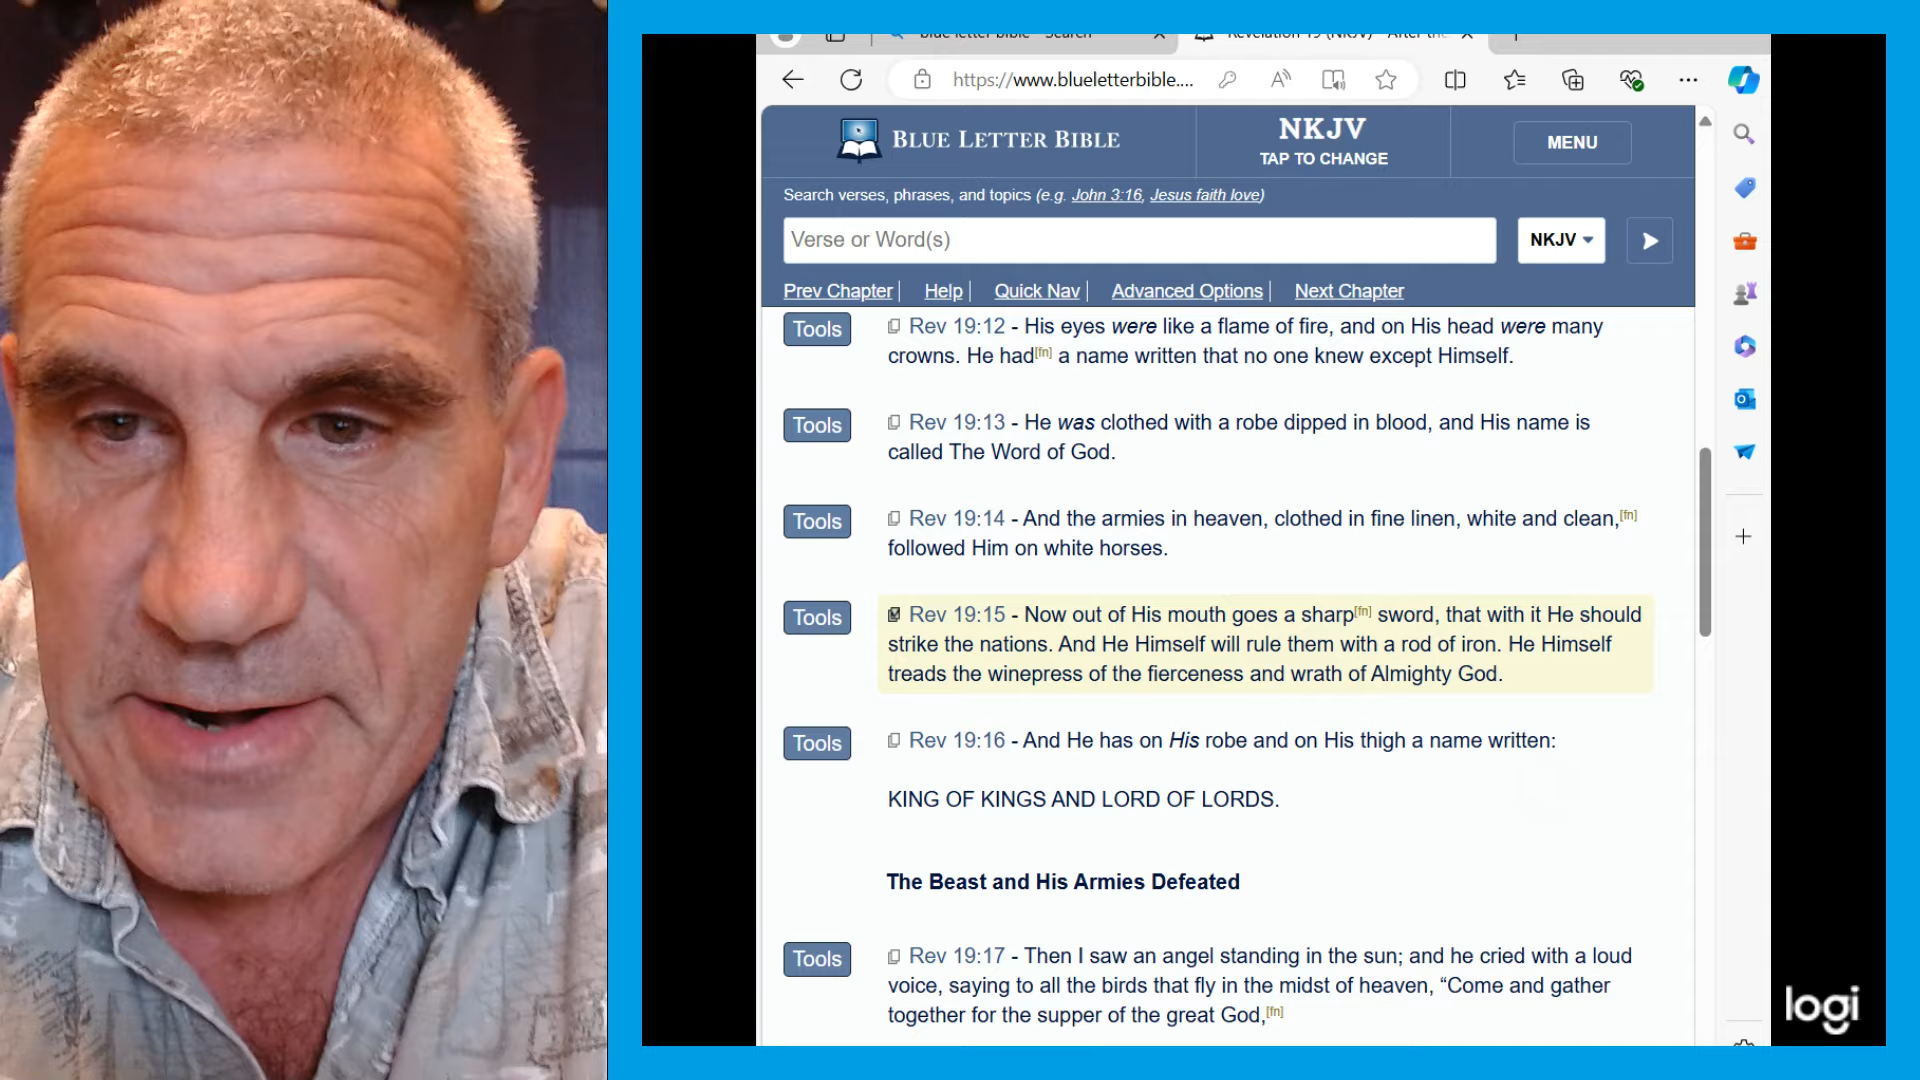 blue letter bible - Search
Revelation 19 (NKJV) - After the
https://www.blueletterbible....
BLUE LETTER BIBLE
NKJV
TAP TO CHANGE
MENU
Search verses, phrases, and topics (e.g. John 3:16, Jesus faith love)
Verse or Word(s)
NKJV
Prev Chapter | Help | Quick Nav | Advanced Options | Next Chapter
Tools
Rev 19:12 - His eyes were like a flame of fire, and on His head were many
crowns. He had[fn] a name written that no one knew except Himself.
Tools
Rev 19:13 - He was clothed with a robe dipped in blood, and His name is
called The Word of God.
Tools
Rev 19:14 - And the armies in heaven, clothed in fine linen, white and clean,[fn]
followed Him on white horses.
Tools
Rev 19:15 - Now out of His mouth goes a sharp[fn] sword, that with it He should
strike the nations. And He Himself will rule them with a rod of iron. He Himself
treads the winepress of the fierceness and wrath of Almighty God.
Tools
Rev 19:16 - And He has on His robe and on His thigh a name written:
KING OF KINGS AND LORD OF LORDS.
The Beast and His Armies Defeated
Tools
Rev 19:17 - Then I saw an angel standing in the sun; and he cried with a loud
voice, saying to all the birds that fly in the midst of heaven, “Come and gather
together for the supper of the great God,[fn]
logi